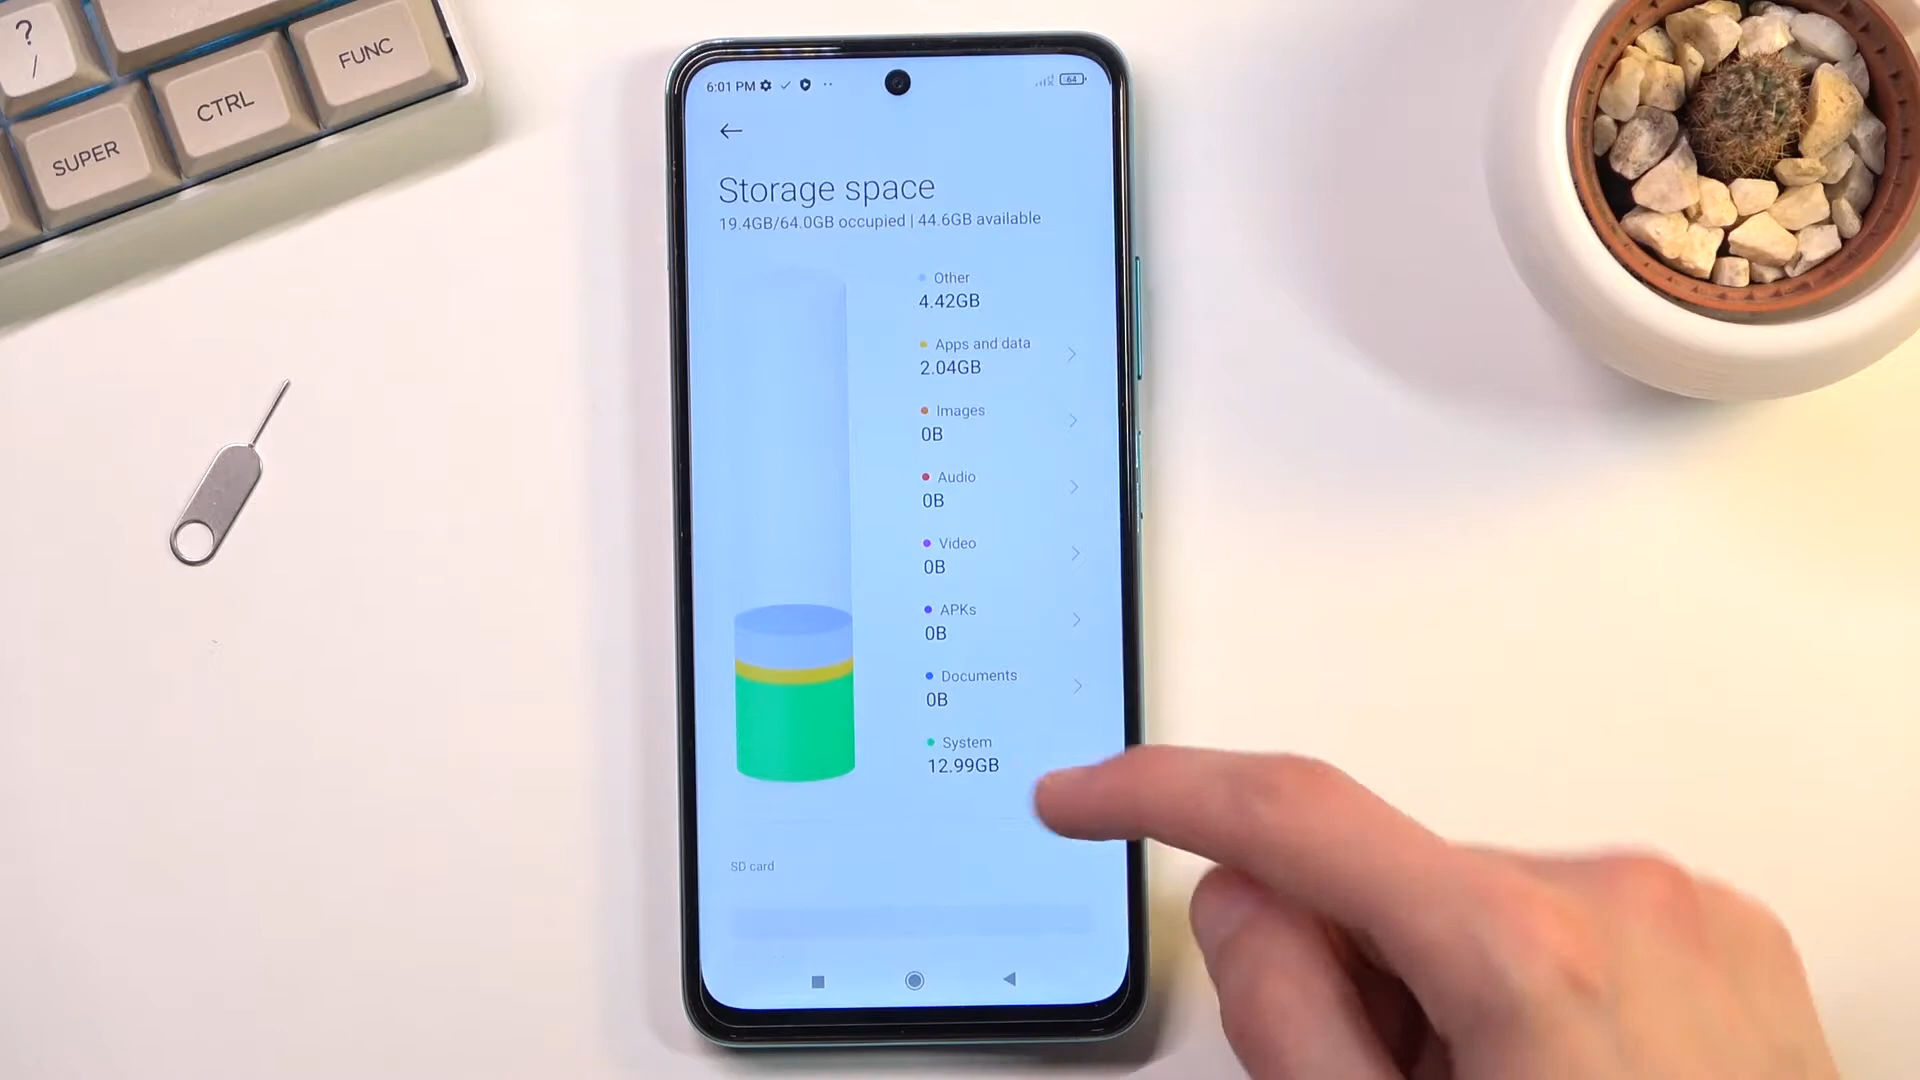 ?
/
FUNC
CTRL
SUPER
6:01 PM
64
Storage space
19.4GB/64.0GB occupied | 44.6GB available
Other
4.42GB
Apps and data
2.04GB
Images
0B
Audio
0B
Video
0B
APKs
0B
Documents
0B
System
12.99GB
SD card